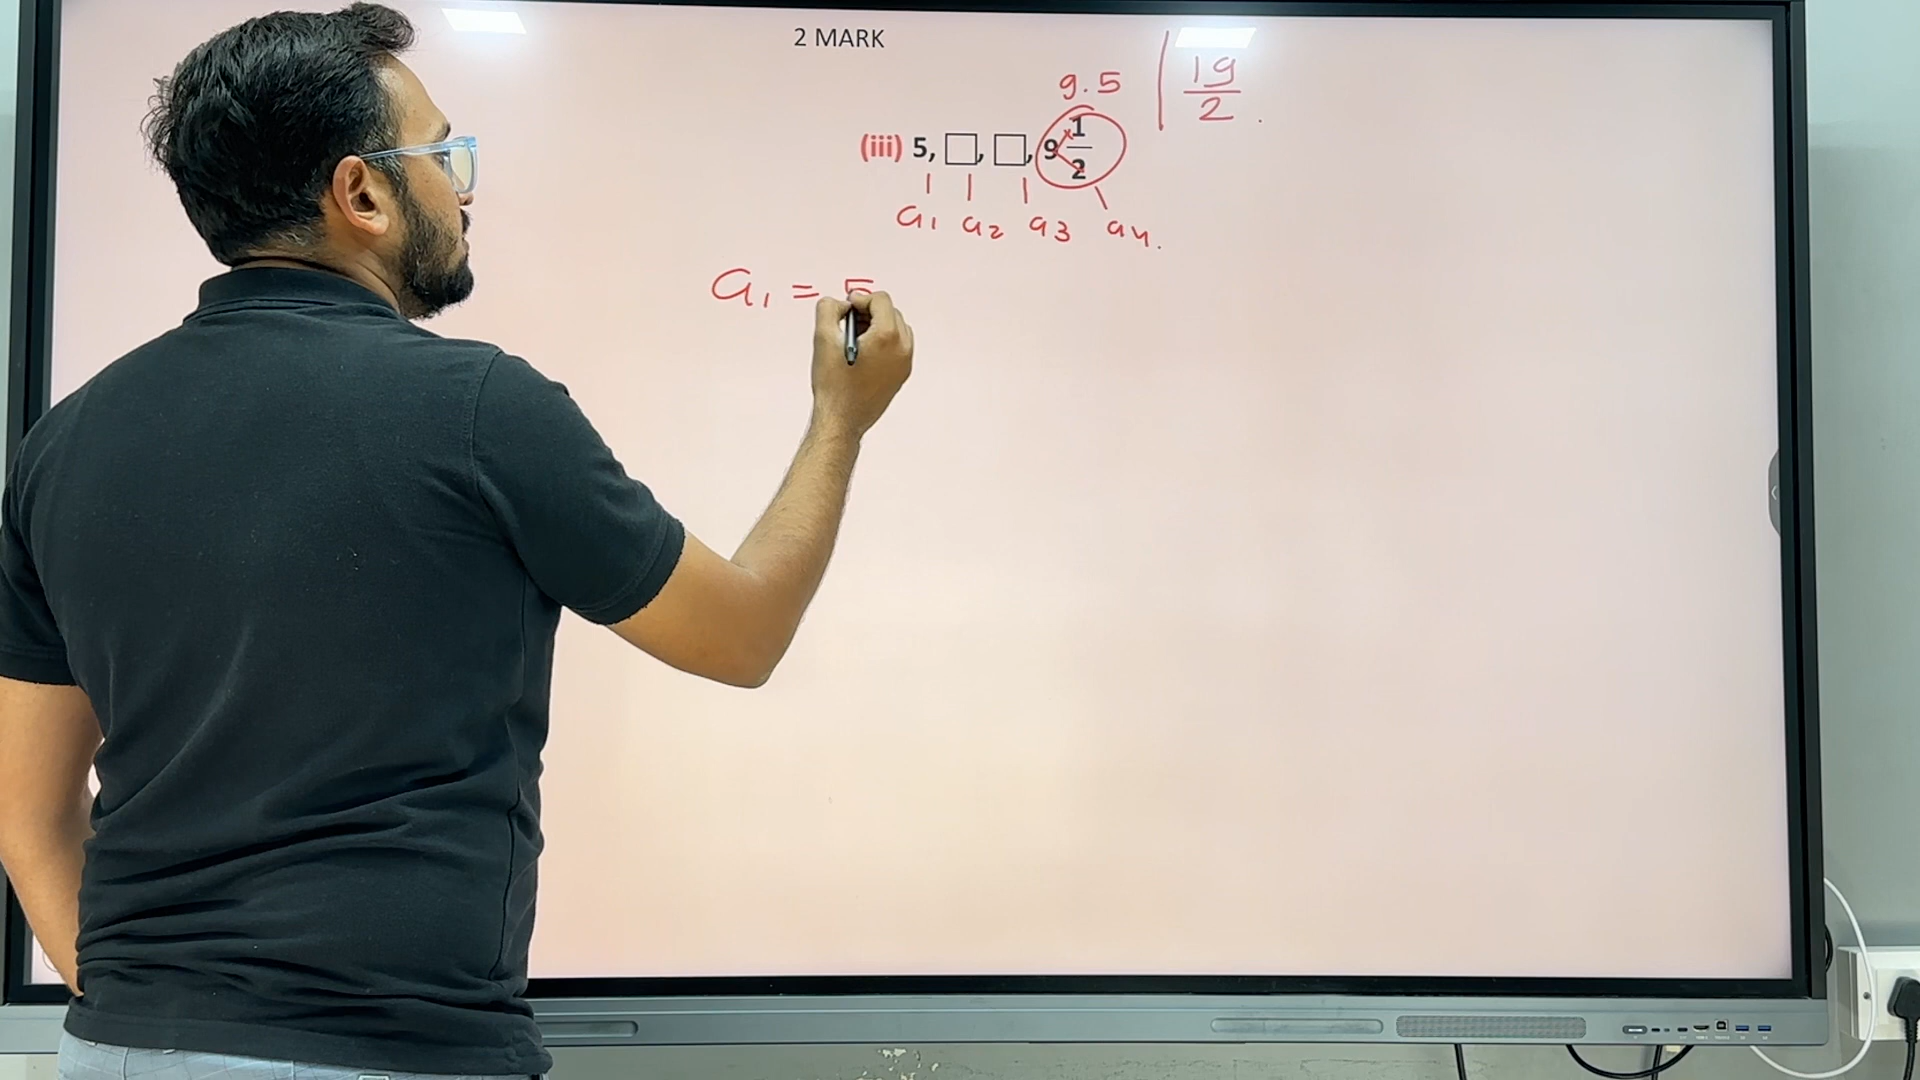 2 MARK
9.5 | 19/2 .
(iii) 5, □, □, 9 1/2
a1 a2 a3 a4.
a1 = 5